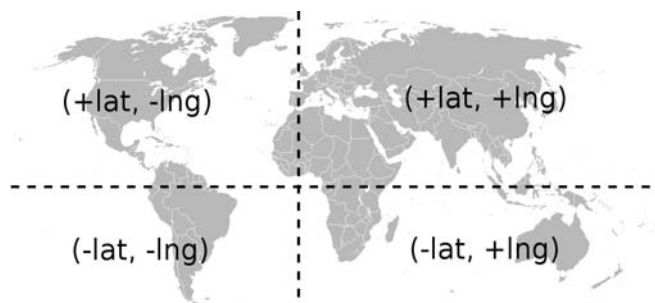 (+lat, -lng)
(+lat, +lng)
(-lat, -lng)
(-lat, +lng)